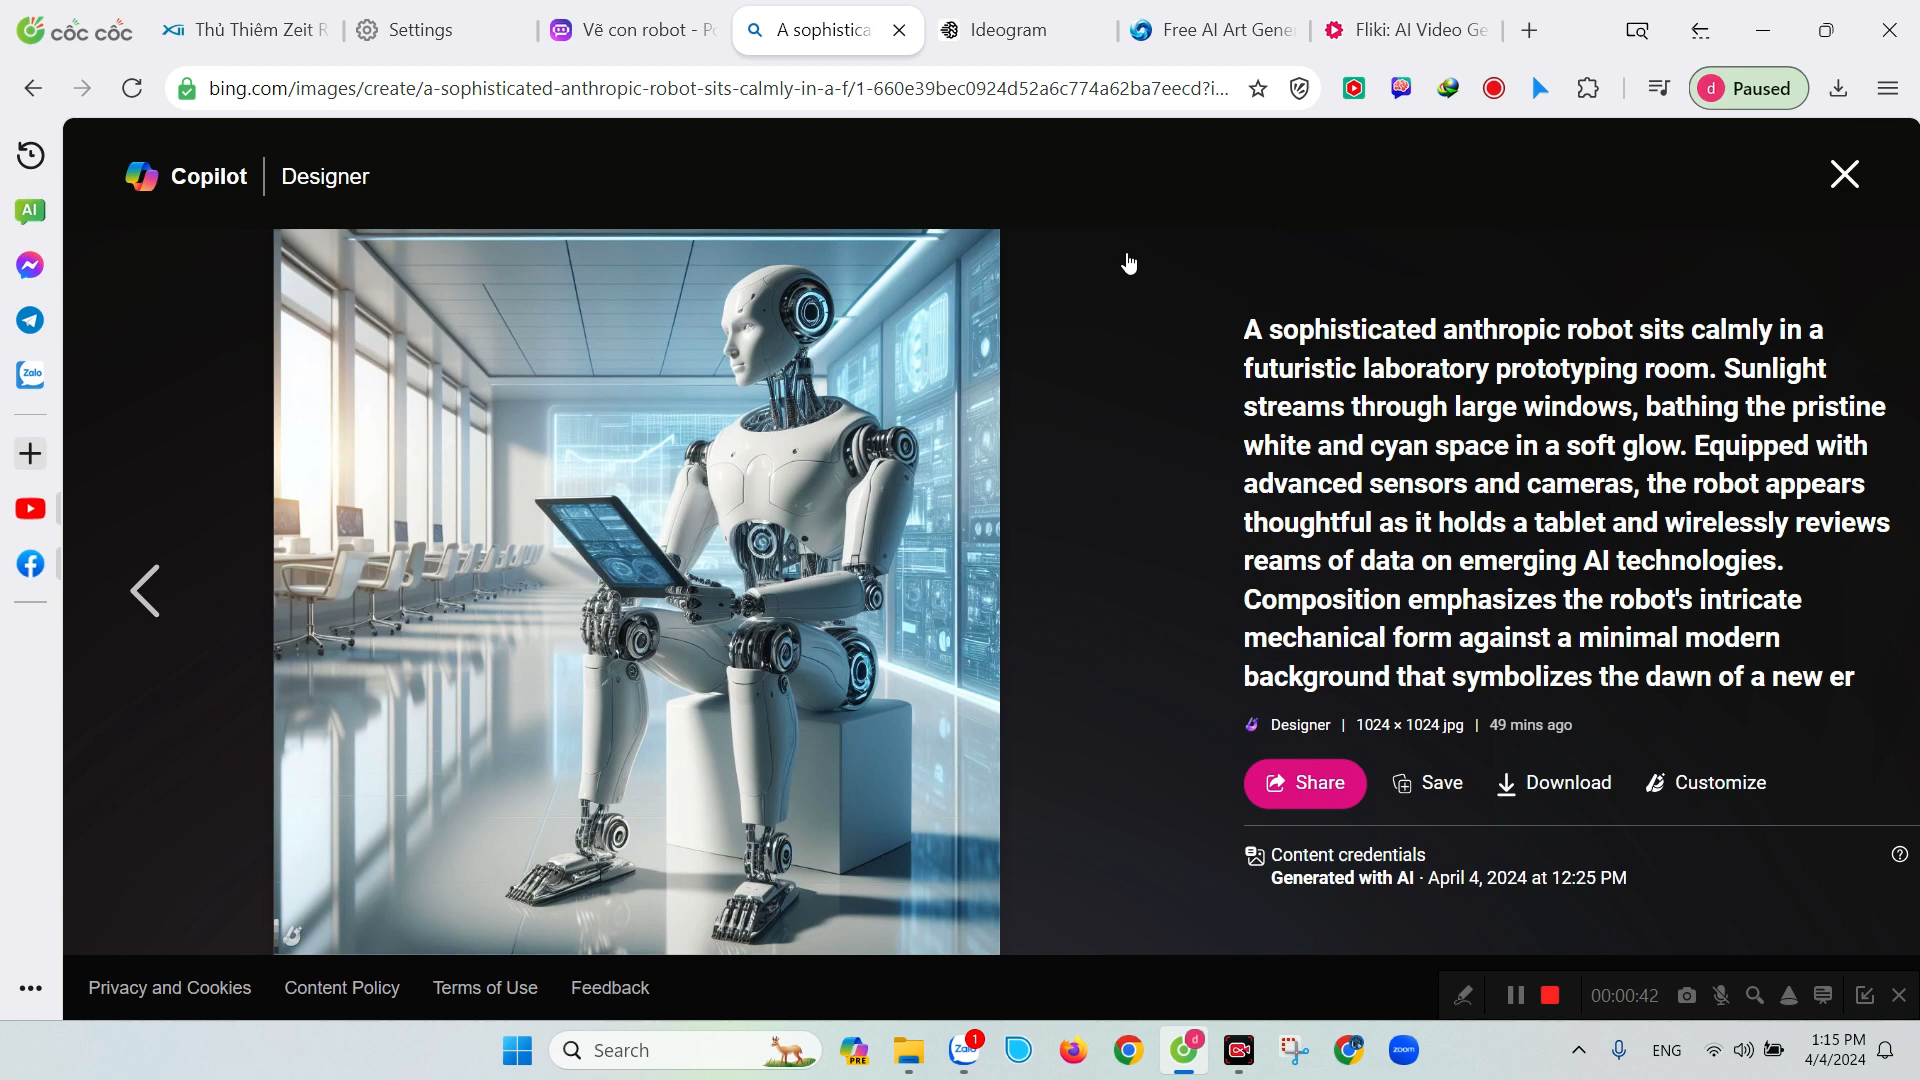 cốc cốc
Thủ Thiêm Zeit R
Settings
Vẽ con robot - Po
A sophistica
Ideogram
Free AI Art Gener
Fliki: AI Video Ge
bing.com/images/create/a-sophisticated-anthropic-robot-sits-calmly-in-a-f/1-660e39bec0924d52a6c774a62ba7eecd?i...
d Paused
AI
Zalo
Copilot | Designer
A sophisticated anthropic robot sits calmly in a
futuristic laboratory prototyping room. Sunlight
streams through large windows, bathing the pristine
white and cyan space in a soft glow. Equipped with
advanced sensors and cameras, the robot appears
thoughtful as it holds a tablet and wirelessly reviews
reams of data on emerging AI technologies.
Composition emphasizes the robot's intricate
mechanical form against a minimal modern
background that symbolizes the dawn of a new er
Designer | 1024 × 1024 jpg | 49 mins ago
Share
Save
Download
Customize
Content credentials
Generated with AI · April 4, 2024 at 12:25 PM
Privacy and Cookies
Content Policy
Terms of Use
Feedback
00:00:42
Search
PRE
Zalo
1
d
zoom
ENG
1:15 PM
4/4/2024